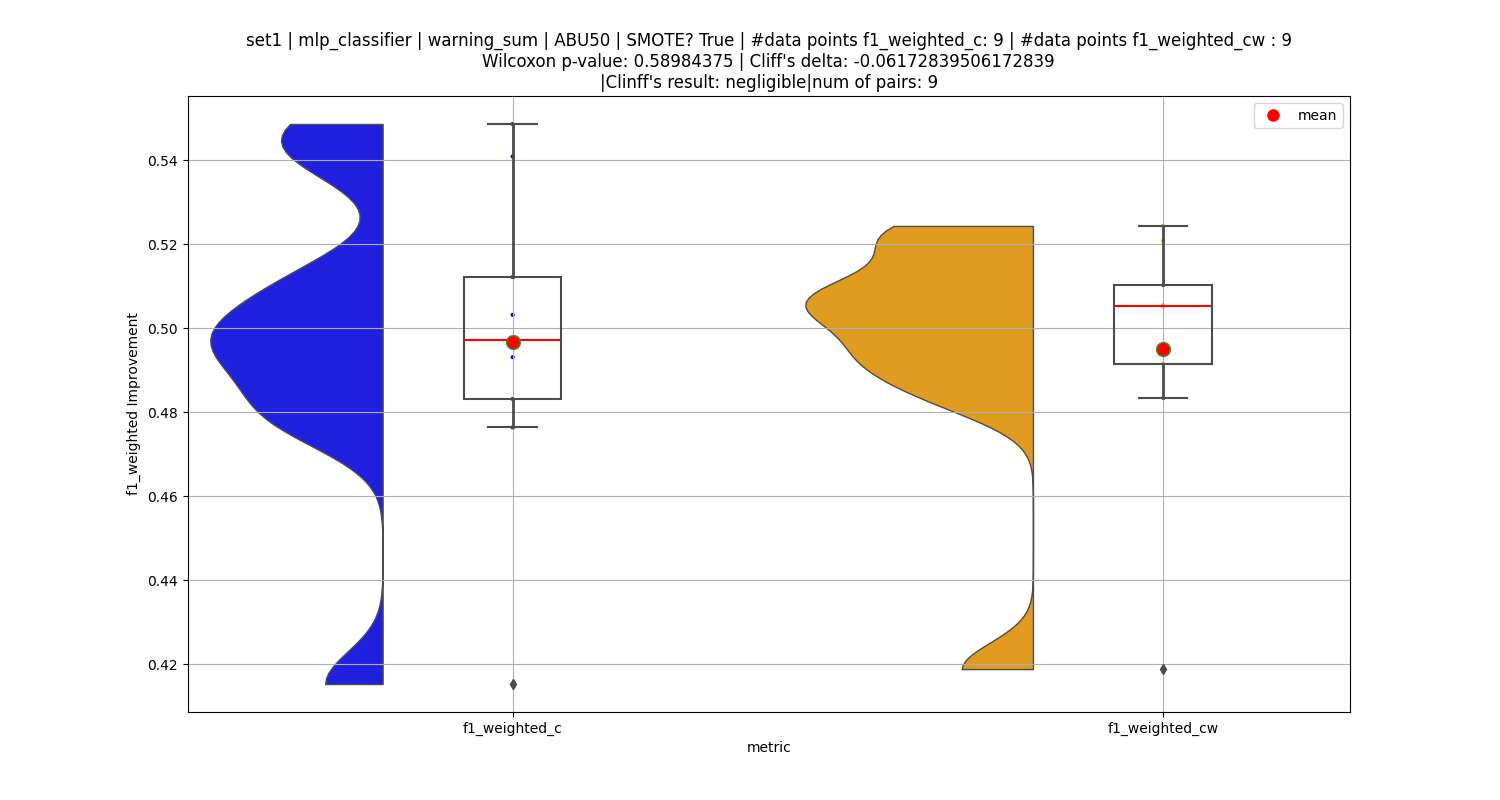 set1 | mlp_classifier | warning_sum | ABU50 | SMOTE? True | #data points f1_weighted_c: 9 | #data points f1_weighted_cw : 9
Wilcoxon p-value: 0.58984375 | Cliff's delta: -0.06172839506172839
|Clinff's result: negligible|num of pairs: 9
mean
0.54
0.52
0.50
0.48
0.46
0.44
0.42
f1_weighted Improvement
f1_weighted_c
f1_weighted_cw
metric